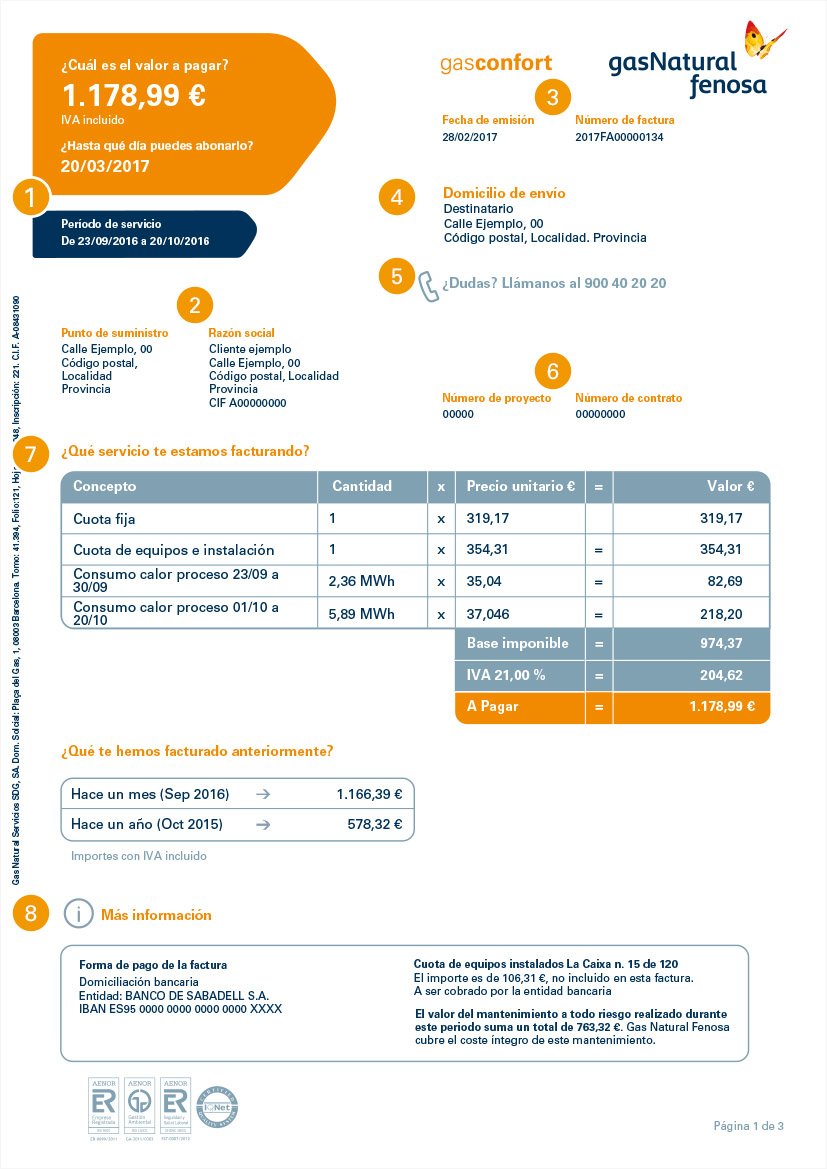 ¿Cuál es el valor a pagar?
1.178,99 €
IVA incluido
¿Hasta qué día puedes abonarlo?
20/03/2017
1
Período de servicio
De 23/09/2016 a 20/10/2016
gasconfort
gasNatural
fenosa
3
Fecha de emisión
28/02/2017
Número de factura
2017FA00000134
4
Domicilio de envío
Destinatario
Calle Ejemplo, 00
Código postal, Localidad. Provincia
5
¿Dudas? Llámanos al 900 40 20 20
2
Punto de suministro
Calle Ejemplo, 00
Código postal,
Localidad
Provincia
Razón social
Cliente ejemplo
Calle Ejemplo, 00
Código postal, Localidad
Provincia
CIF A00000000
6
Número de proyecto
00000
Número de contrato
00000000
Gas Natural Servicios SDG, SA. Dom. Social: Plaça del Gas, 1, 08003 Barcelona. Tomo: 41.394, Folio:121, Inscripción: 221. C.I.F. A-08431090
7
¿Qué servicio te estamos facturando?
Concepto Cantidad x Precio unitario € = Valor €
Cuota fija 1 x 319,17 319,17
Cuota de equipos e instalación 1 x 354,31 = 354,31
Consumo calor proceso 23/09 a
30/09 2,36 MWh x 35,04 = 82,69
Consumo calor proceso 01/10 a
20/10 5,89 MWh x 37,046 = 218,20
Base imponible = 974,37
IVA 21,00 % = 204,62
A Pagar = 1.178,99 €
¿Qué te hemos facturado anteriormente?
Hace un mes (Sep 2016) → 1.166,39 €
Hace un año (Oct 2015) → 578,32 €
Importes con IVA incluido
8
i Más información
Forma de pago de la factura
Domiciliación bancaria
Entidad: BANCO DE SABADELL S.A.
IBAN ES95 0000 0000 0000 0000 XXXX
Cuota de equipos instalados La Caixa n. 15 de 120
El importe es de 106,31 €, no incluido en esta factura.
A ser cobrado por la entidad bancaria
El valor del mantenimiento a todo riesgo realizado durante
este periodo suma un total de 763,32 €. Gas Natural Fenosa
cubre el coste íntegro de este mantenimiento.
AENOR AENOR AENOR
ER ER
Empresa Gestión Seguridad y
Registrada Ambiental Salud Laboral
IQNet
Página 1 de 3